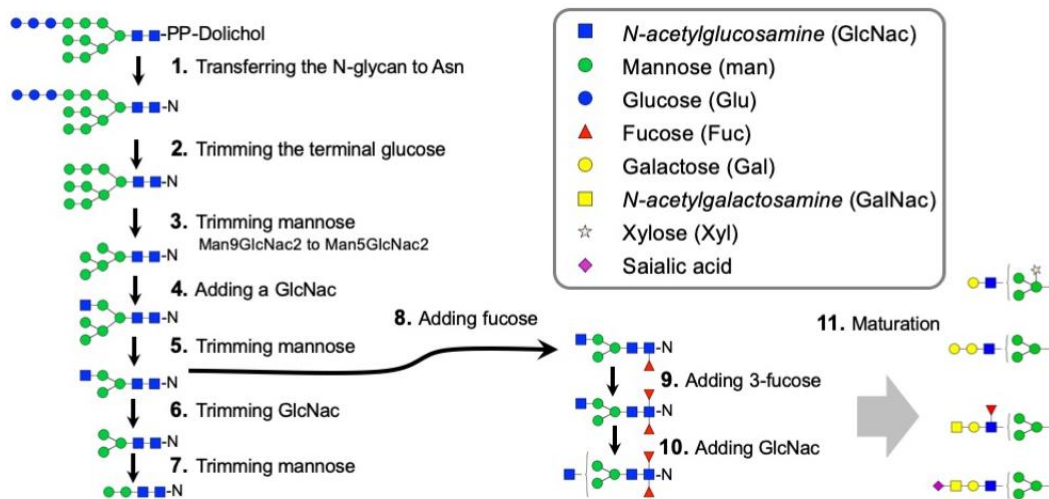 -PP-Dolichol
1. Transferring the N-glycan to Asn
-N
2. Trimming the terminal glucose
-N
3. Trimming mannose
Man9GlcNac2 to Man5GlcNac2
-N
4. Adding a GlcNac
-N
5. Trimming mannose
-N
6. Trimming GlcNac
-N
7. Trimming mannose
-N
8. Adding fucose
-N
9. Adding 3-fucose
-N
10. Adding GlcNac
-N
11. Maturation
N-acetylglucosamine (GlcNac)
Mannose (man)
Glucose (Glu)
Fucose (Fuc)
Galactose (Gal)
N-acetylgalactosamine (GalNac)
Xylose (Xyl)
Saialic acid